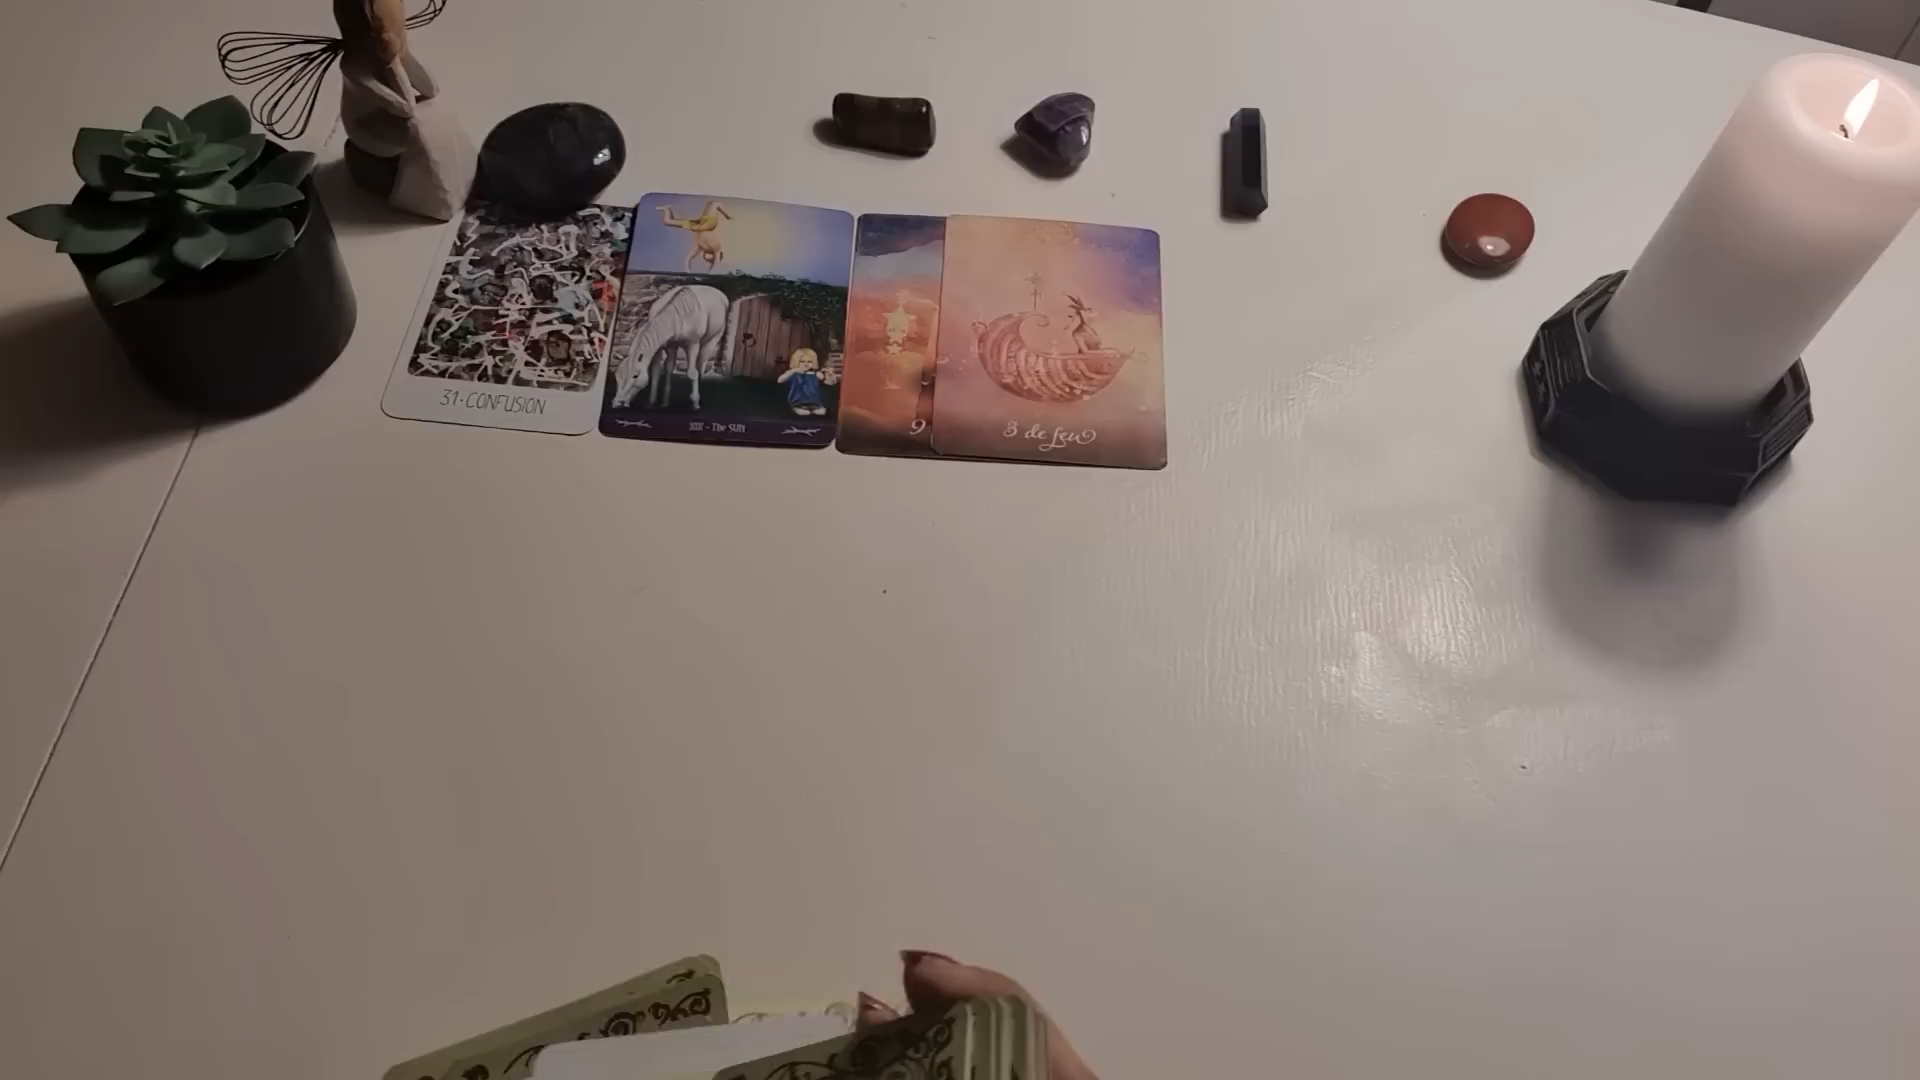 31·CONFUSION
XIX - The SUN
9
3 de feu